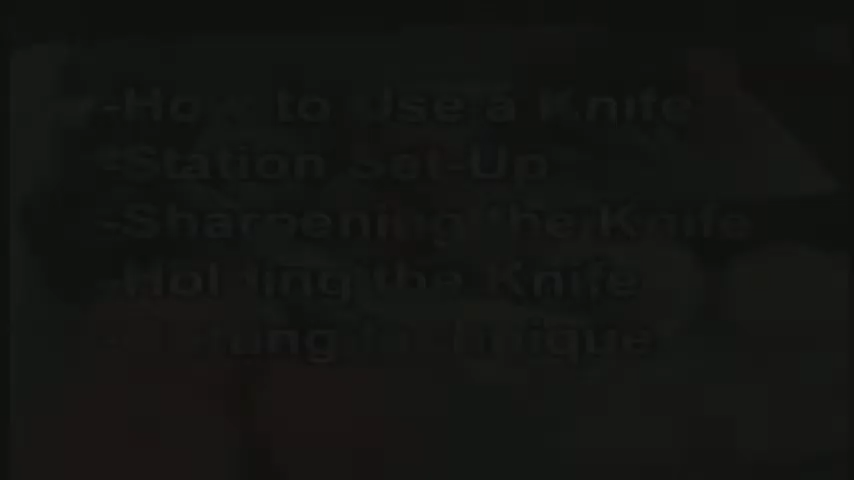 -How to Use a Knife
-Station Set-Up
-Sharpening the Knife
-Holding the Knife
-Cutting Technique